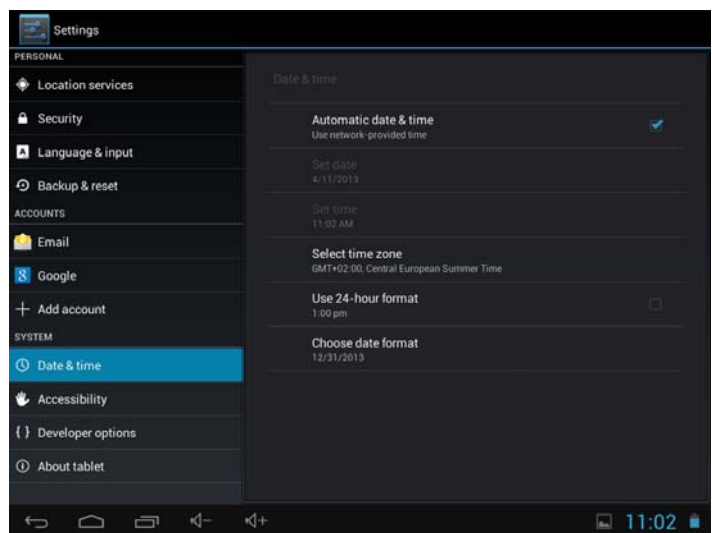 Settings
PERSONAL
Location services
Security
Language & input
Backup & reset
ACCOUNTS
Email
Google
Add account
SYSTEM
Date & time
Accessibility
{ } Developer options
About tablet
Date & time
Automatic date & time
Use network-provided time
Set date
4/11/2013
Set time
11:02 AM
Select time zone
GMT+02:00, Central European Summer Time
Use 24-hour format
1:00 pm
Choose date format
12/31/2013
11:02